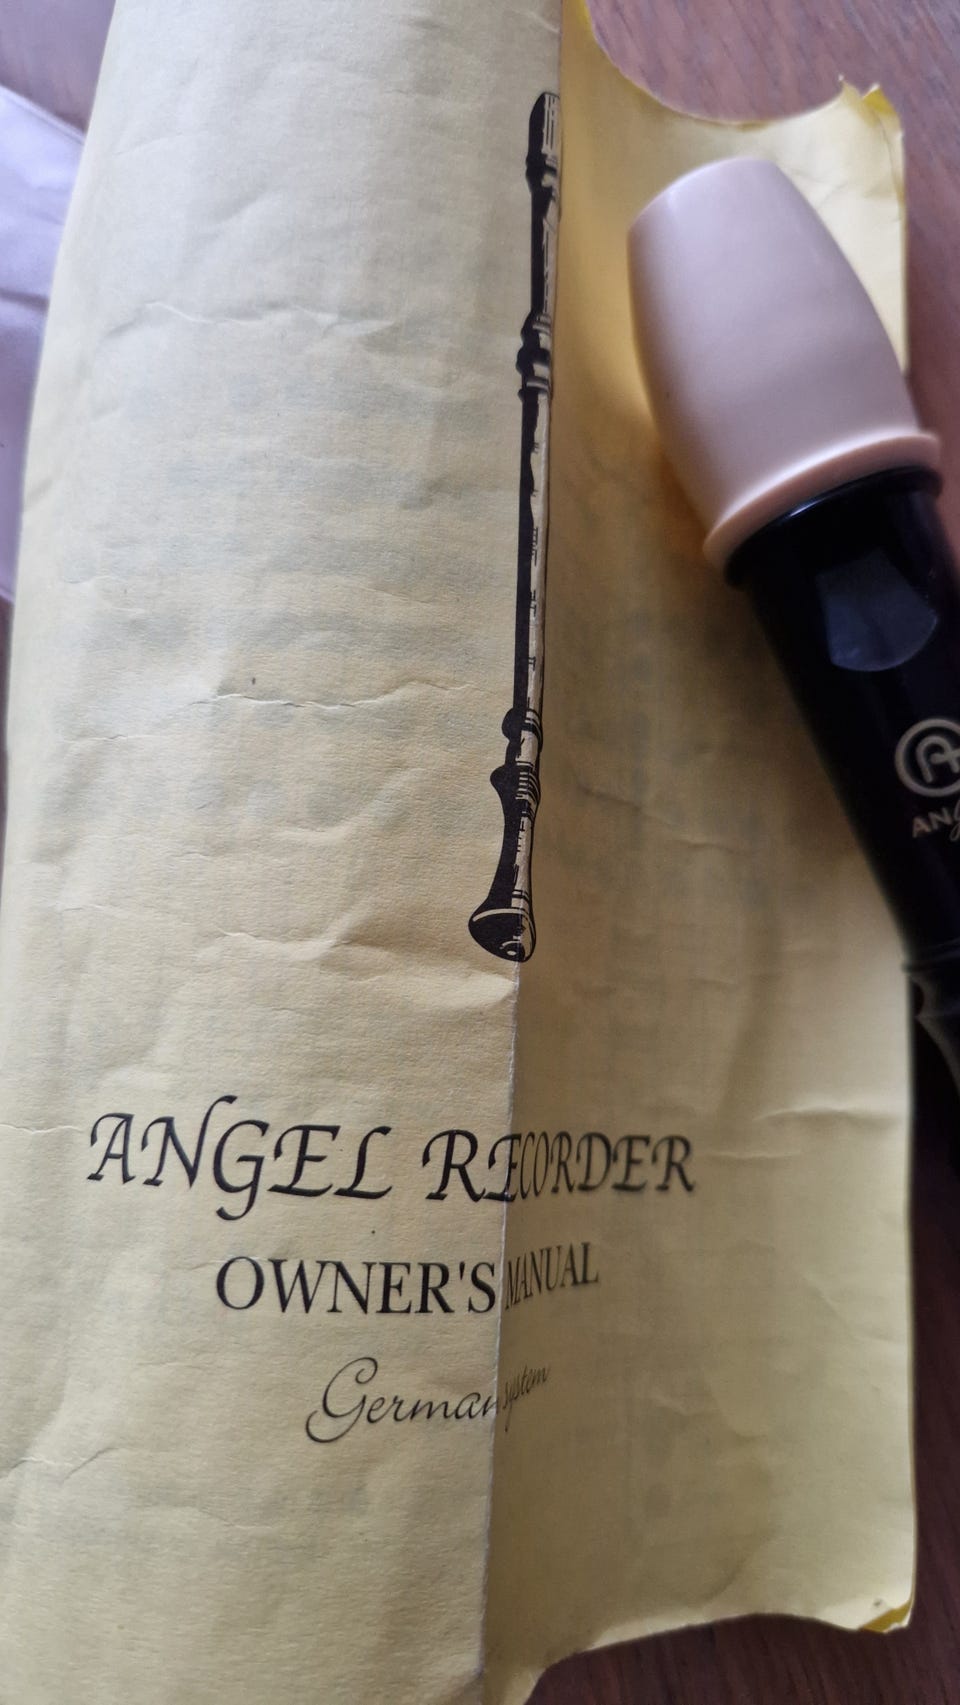 ANGEL RECORDER
OWNER'S MANUAL
German system